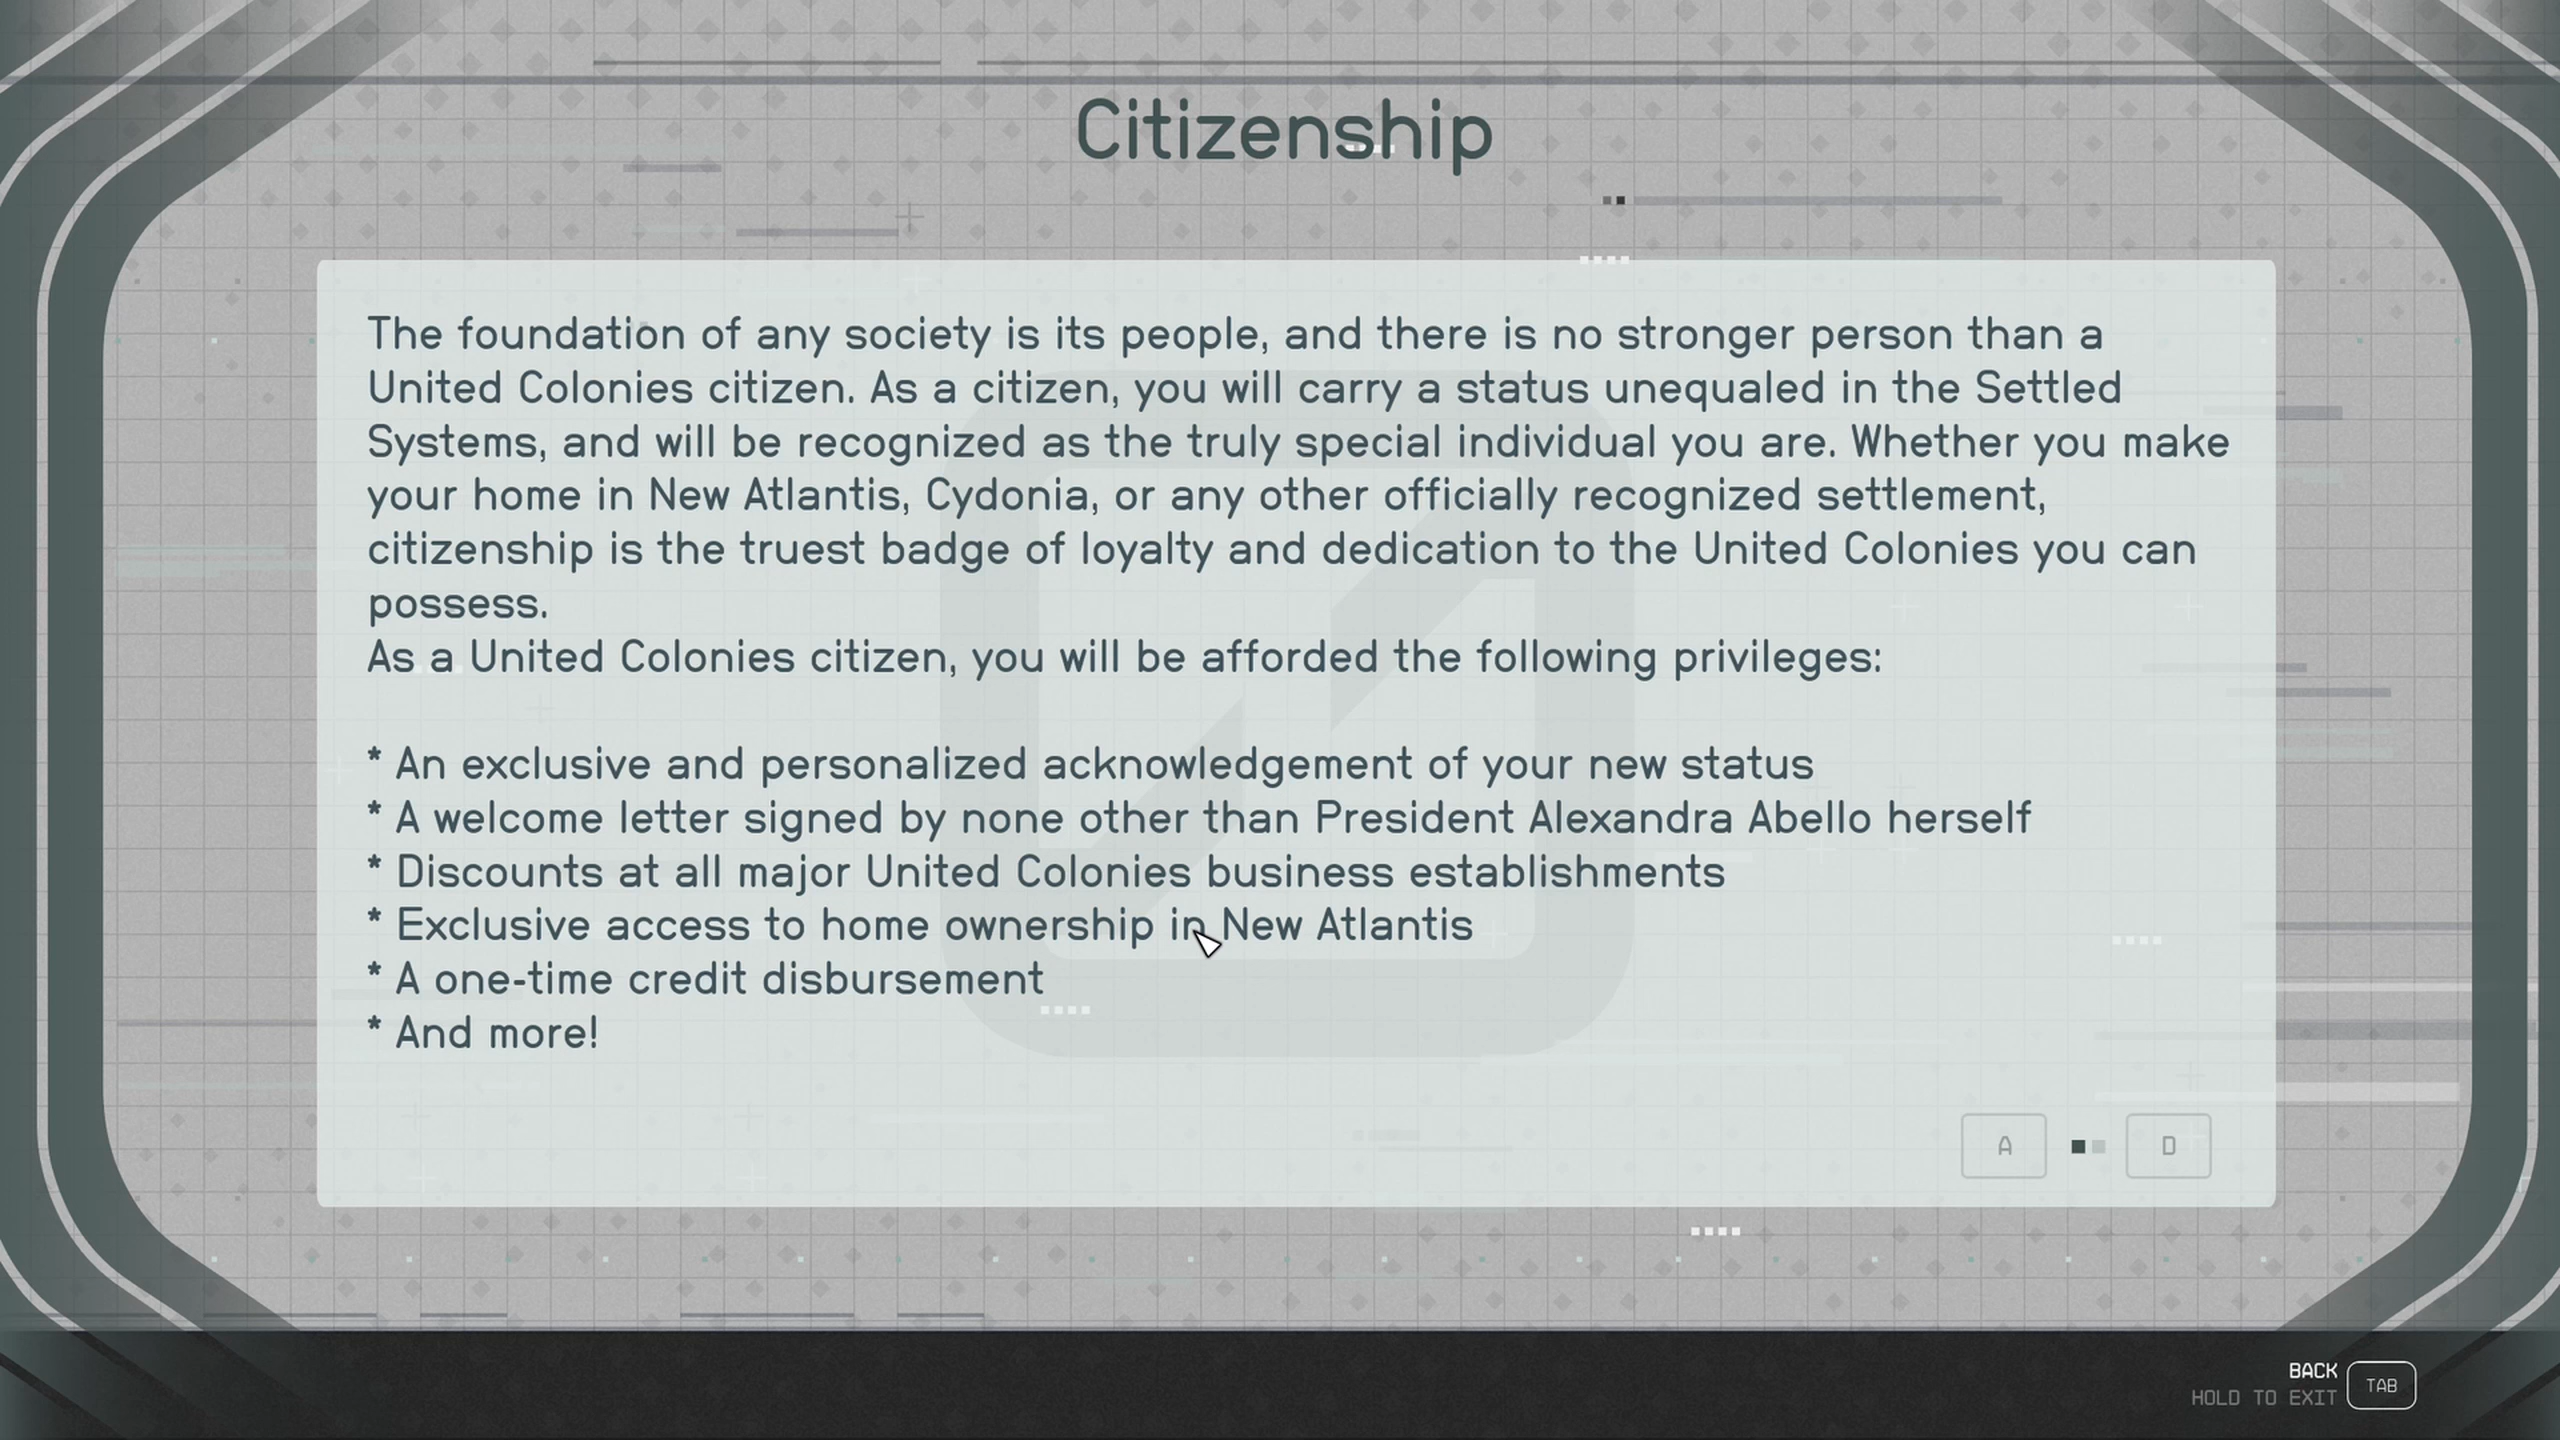 Citizenship
The foundation of any society is its people, and there is no stronger person than a
United Colonies citizen. As a citizen, you will carry a status unequaled in the Settled
Systems, and will be recognized as the truly special individual you are. Whether you make
your home in New Atlantis, Cydonia, or any other officially recognized settlement,
citizenship is the truest badge of loyalty and dedication to the United Colonies you can
possess.
As a United Colonies citizen, you will be afforded the following privileges:
* An exclusive and personalized acknowledgement of your new status
* A welcome letter signed by none other than President Alexandra Abello herself
* Discounts at all major United Colonies business establishments
* Exclusive access to home ownership in New Atlantis
* A one-time credit disbursement
* And more!
A D
BACK
HOLD TO EXIT TAB